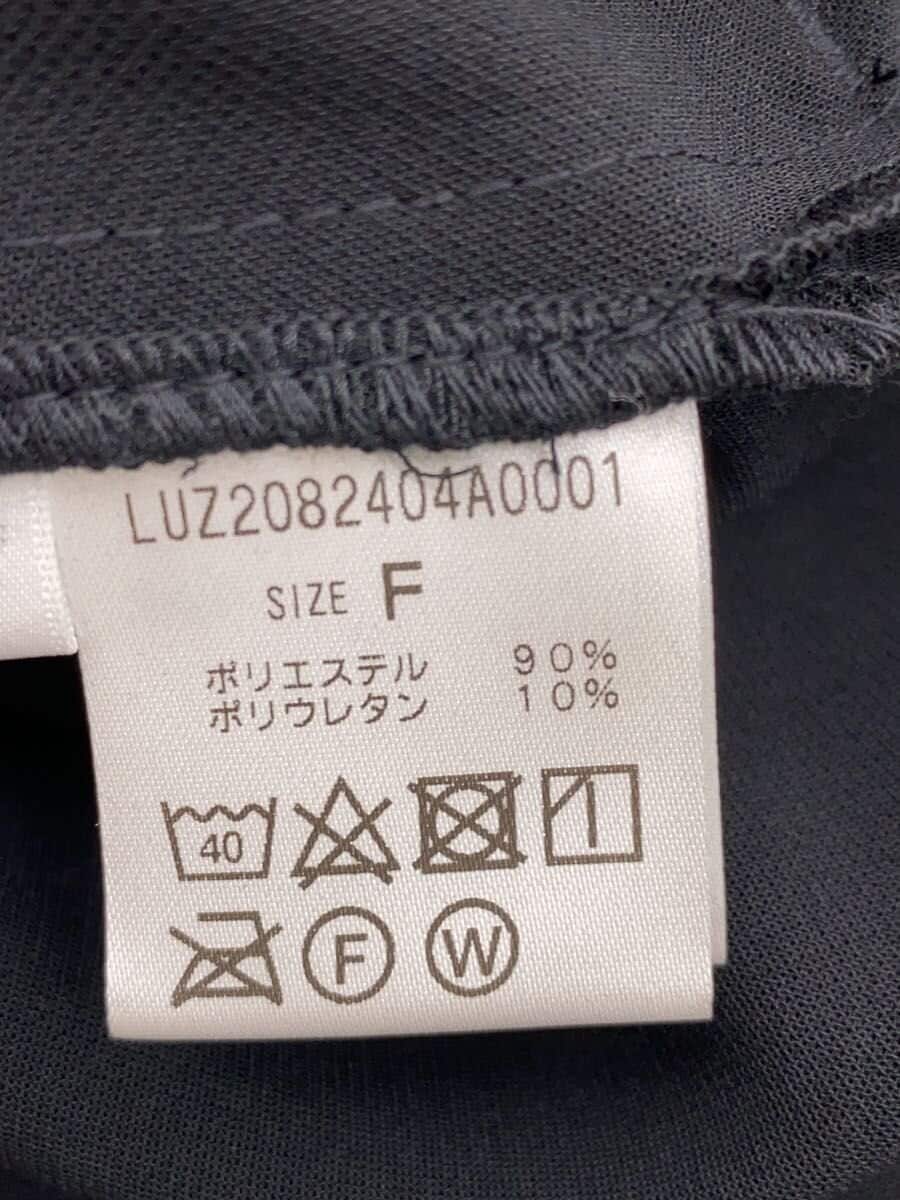 LUZ2082404A0001
SIZE F
ポリエステル 90%
ポリウレタン 10%
40
F W